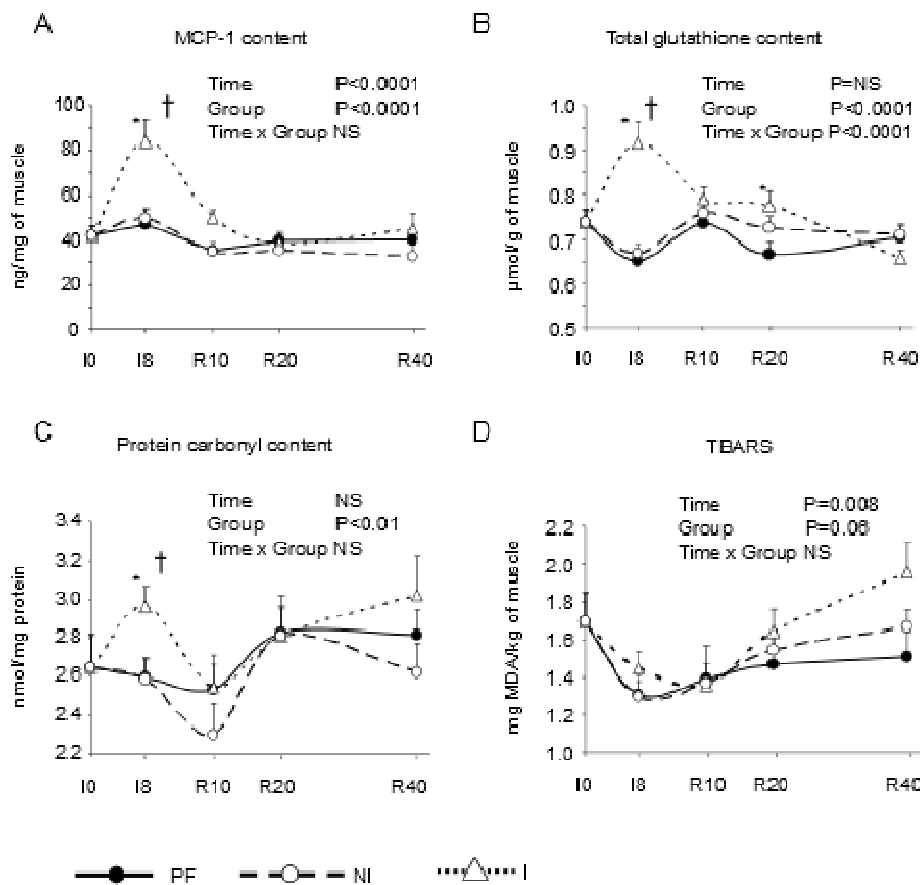 A
MCP-1 content
Time P<0.0001
Group P<0.0001
Time x Group NS
ng/mg of muscle
100
80
60
40
20
0
* †
I0 I8 R10 R20 R40
B
Total glutathione content
Time P=NS
Group P<0.0001
Time x Group P<0.0001
µmol/g of muscle
1.0
0.9
0.8
0.7
0.6
0.5
* †
*
I0 I8 R10 R20 R40
C
Protein carbonyl content
Time NS
Group P<0.01
Time x Group NS
nmol/mg protein
3.4
3.2
3.0
2.8
2.6
2.4
2.2
* †
I0 I8 R10 R20 R40
D
TBARS
Time P=0.008
Group P=0.06
Time x Group NS
nmg MDA/kg of muscle
2.2
2.0
1.8
1.6
1.4
1.2
1.0
I0 I8 R10 R20 R40
PF NI I